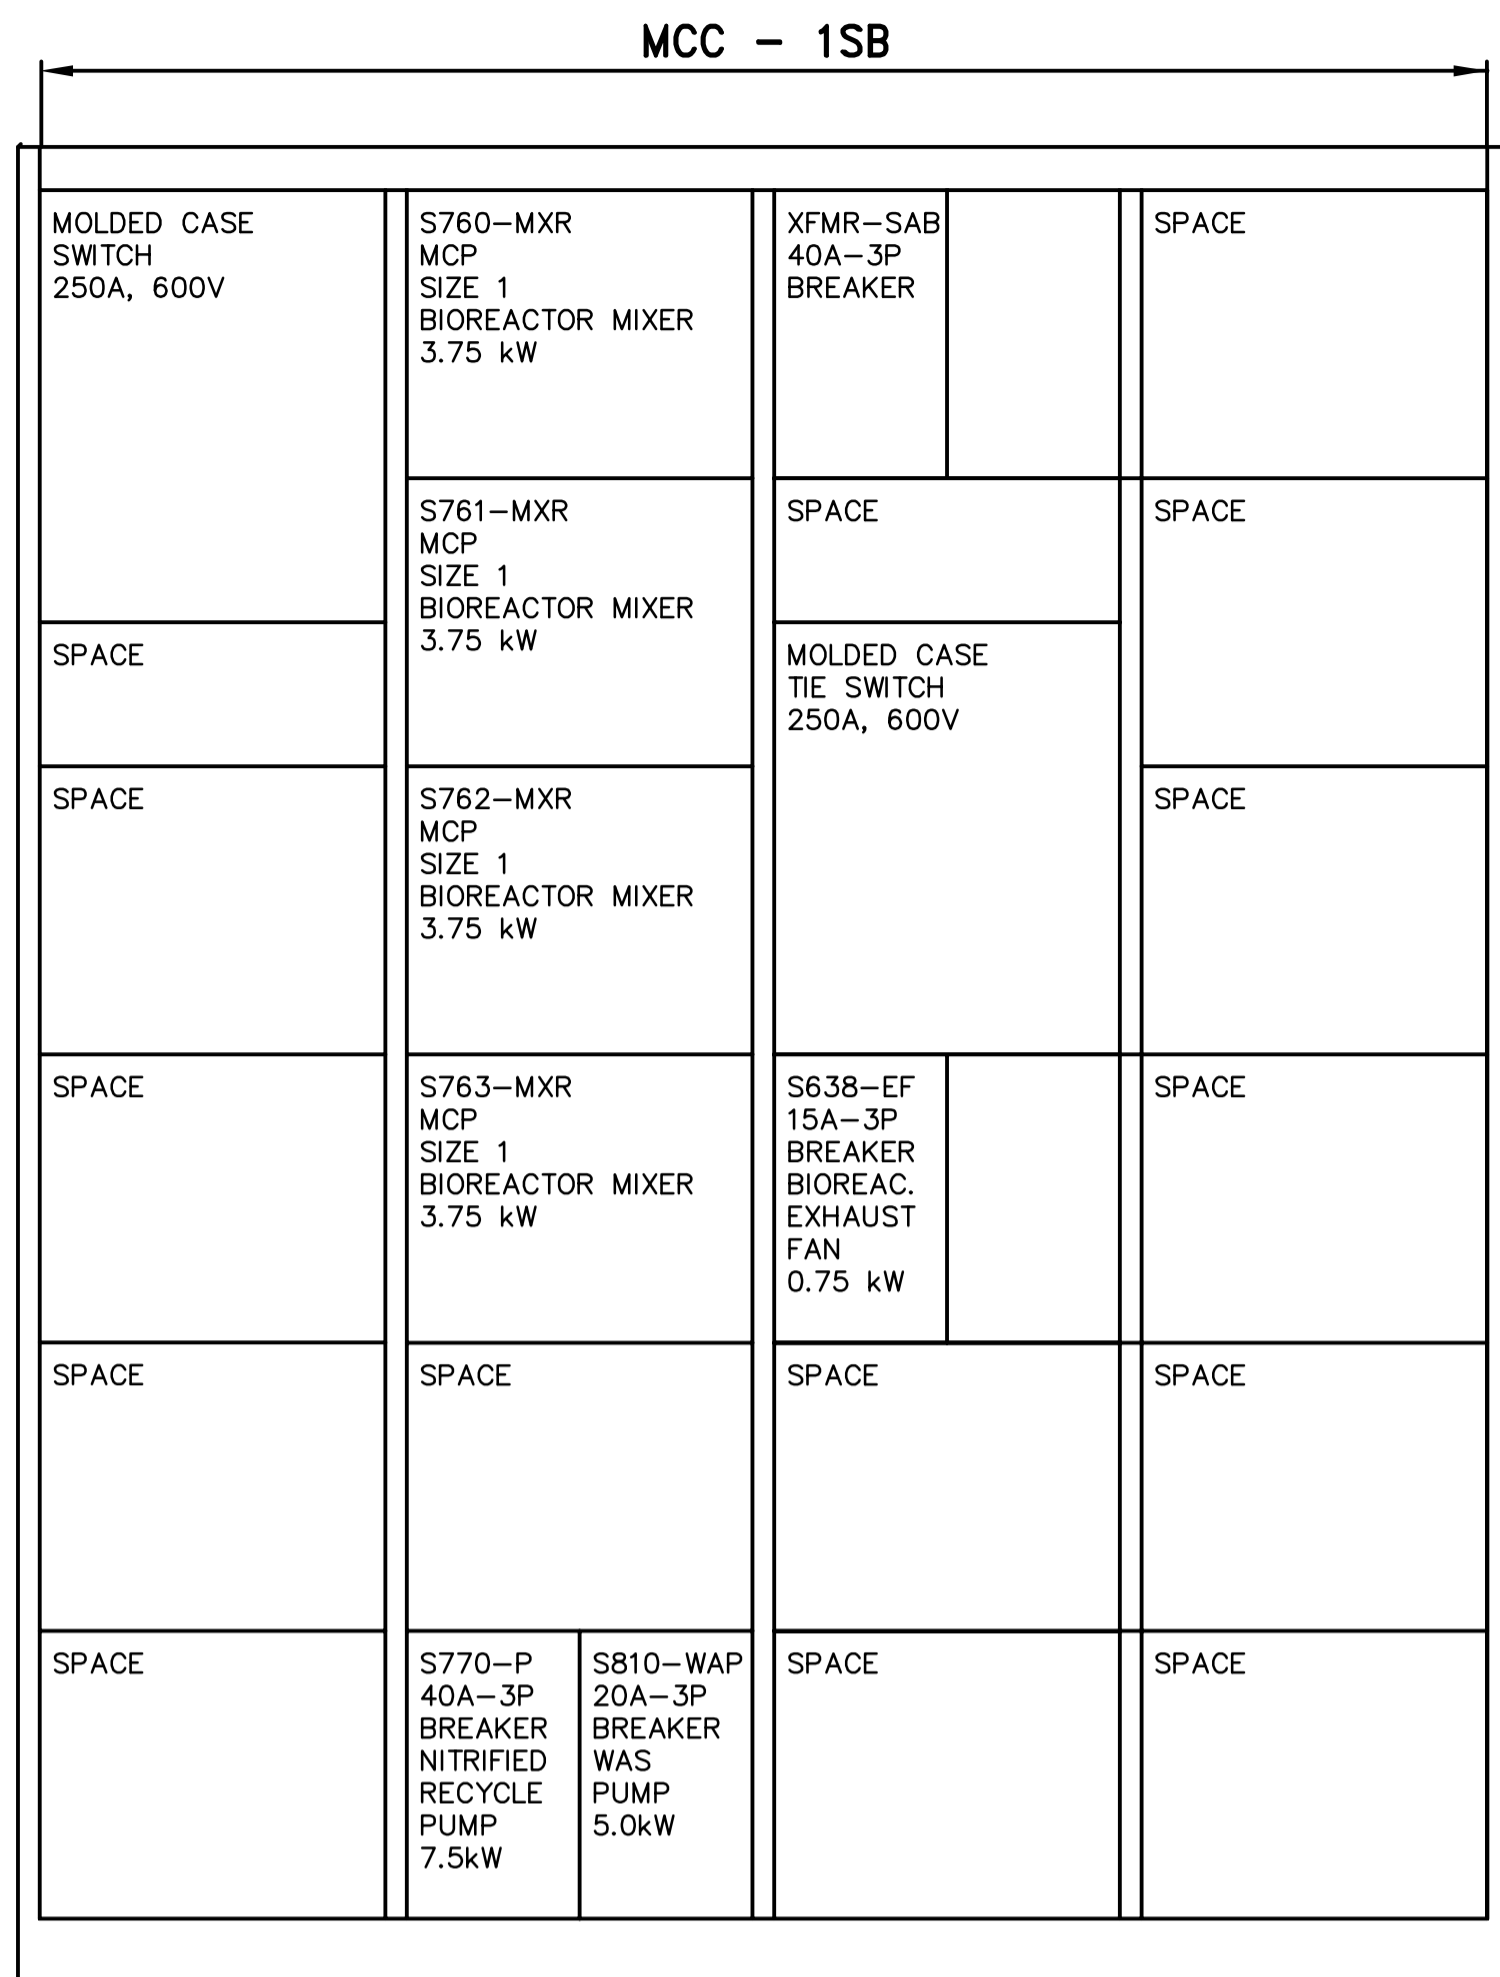 MCC - 1SB
MOLDED CASE
SWITCH
250A, 600V
SPACE
SPACE
SPACE
SPACE
SPACE
S760-MXR
MCP
SIZE 1
BIOREACTOR MIXER
3.75 kW
S761-MXR
MCP
SIZE 1
BIOREACTOR MIXER
3.75 kW
S762-MXR
MCP
SIZE 1
BIOREACTOR MIXER
3.75 kW
S763-MXR
MCP
SIZE 1
BIOREACTOR MIXER
3.75 kW
SPACE
S770-P
40A-3P
BREAKER
NITRIFIED
RECYCLE
PUMP
7.5kW
S810-WAP
20A-3P
BREAKER
WAS
PUMP
5.0kW
XFMR-SAB
40A-3P
BREAKER
SPACE
MOLDED CASE
TIE SWITCH
250A, 600V
S638-EF
15A-3P
BREAKER
BIOREAC.
EXHAUST
FAN
0.75 kW
SPACE
SPACE
SPACE
SPACE
SPACE
SPACE
SPACE
SPACE